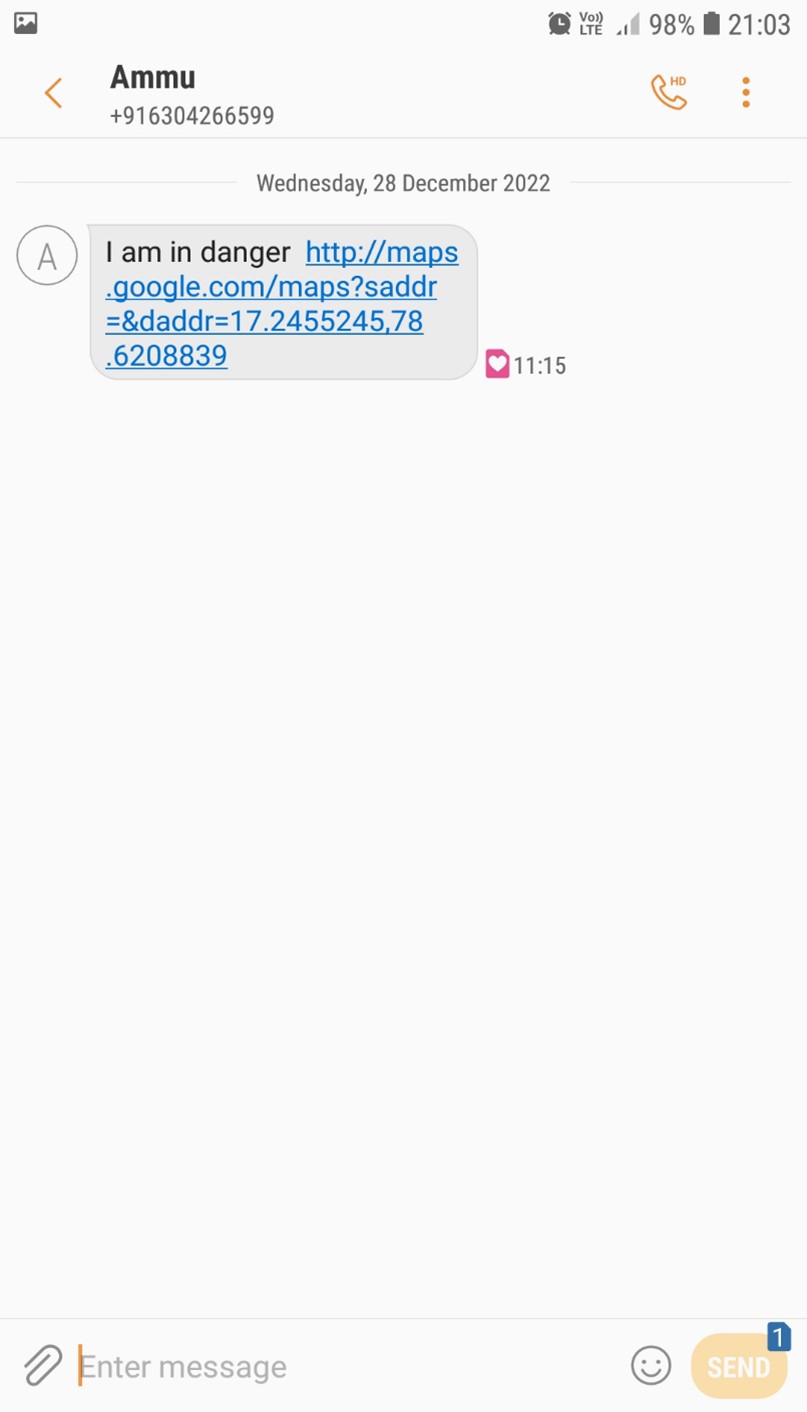 Vo)) LTE 98% 21:03
Ammu
HD
+916304266599
Wednesday, 28 December 2022
A
I am in danger http://maps
.google.com/maps?saddr
=&daddr=17.2455245,78
.6208839
11:15
1
Enter message
SEND